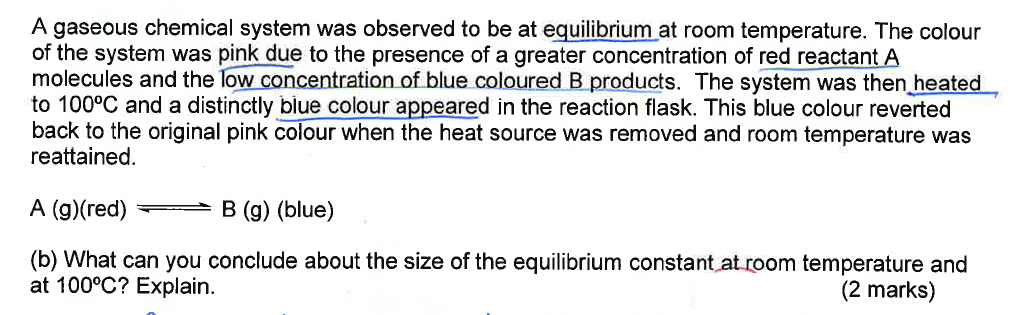 A gaseous chemical system was observed to be at equilibrium at room temperature. The colour
of the system was pink due to the presence of a greater concentration of red reactant A
molecules and the low concentration of blue coloured B products. The system was then heated
to 100ºC and a distinctly blue colour appeared in the reaction flask. This blue colour reverted
back to the original pink colour when the heat source was removed and room temperature was
reattained.
A (g)(red) ⇌ B (g) (blue)
(b) What can you conclude about the size of the equilibrium constant at room temperature and
at 100ºC? Explain. (2 marks)